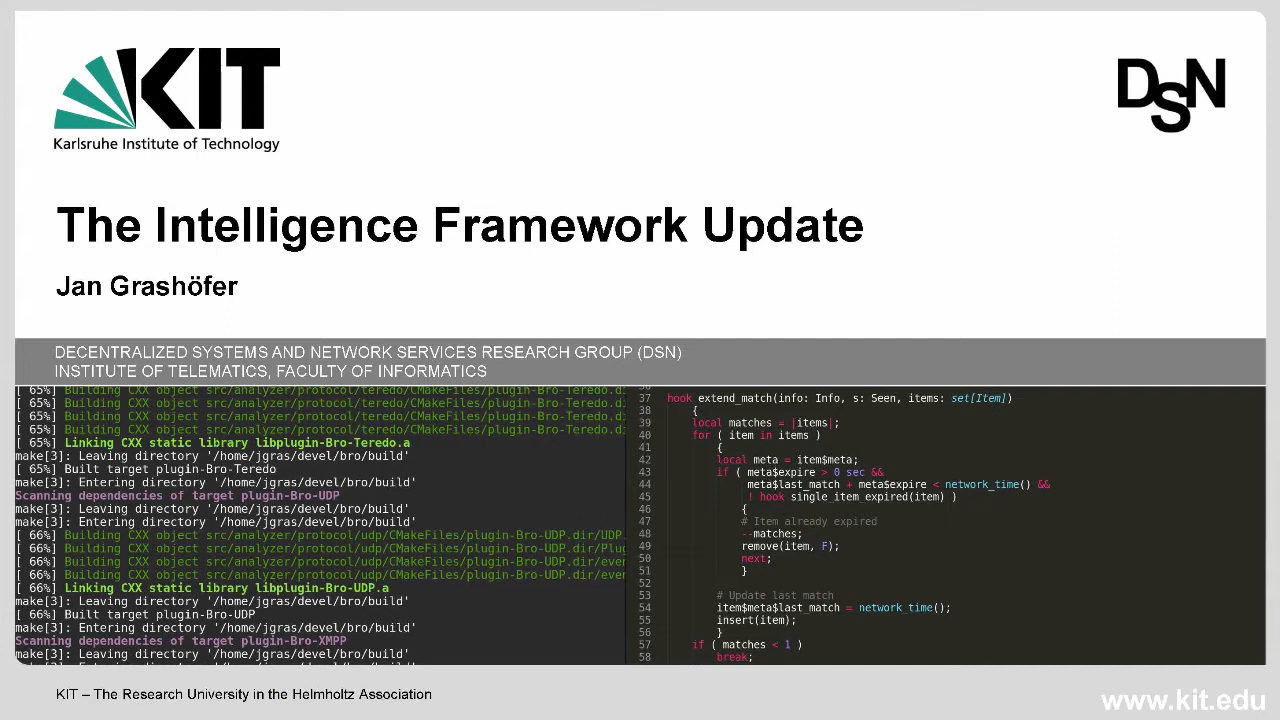 KIT
Karlsruhe Institute of Technology
DSN
The Intelligence Framework Update
Jan Grashöfer
DECENTRALIZED SYSTEMS AND NETWORK SERVICES RESEARCH GROUP (DSN)
INSTITUTE OF TELEMATICS, FACULTY OF INFORMATICS
[ 65%] Building CXX object src/analyzer/protocol/teredo/CMakeFiles/plugin-Bro-Teredo.di
[ 65%] Building CXX object src/analyzer/protocol/teredo/CMakeFiles/plugin-Bro-Teredo.di
[ 65%] Building CXX object src/analyzer/protocol/teredo/CMakeFiles/plugin-Bro-Teredo.di
[ 65%] Building CXX object src/analyzer/protocol/teredo/CMakeFiles/plugin-Bro-Teredo.di
[ 65%] Linking CXX static library libplugin-Bro-Teredo.a
make[3]: Leaving directory '/home/jgras/devel/bro/build'
[ 65%] Built target plugin-Bro-Teredo
make[3]: Entering directory '/home/jgras/devel/bro/build'
Scanning dependencies of target plugin-Bro-UDP
make[3]: Leaving directory '/home/jgras/devel/bro/build'
make[3]: Entering directory '/home/jgras/devel/bro/build'
[ 66%] Building CXX object src/analyzer/protocol/udp/CMakeFiles/plugin-Bro-UDP.dir/UDP.
[ 66%] Building CXX object src/analyzer/protocol/udp/CMakeFiles/plugin-Bro-UDP.dir/Plug
[ 66%] Building CXX object src/analyzer/protocol/udp/CMakeFiles/plugin-Bro-UDP.dir/even
[ 66%] Building CXX object src/analyzer/protocol/udp/CMakeFiles/plugin-Bro-UDP.dir/even
[ 66%] Linking CXX static library libplugin-Bro-UDP.a
make[3]: Leaving directory '/home/jgras/devel/bro/build'
[ 66%] Built target plugin-Bro-UDP
make[3]: Entering directory '/home/jgras/devel/bro/build'
Scanning dependencies of target plugin-Bro-XMPP
make[3]: Leaving directory '/home/jgras/devel/bro/build'
37 hook extend_match(info: Info, s: Seen, items: set[Item])
38 {
39 local matches = |items|;
40 for ( item in items )
41 {
42 local meta = item$meta;
43 if ( meta$expire > 0 sec &&
44 meta$last_match + meta$expire < network_time() &&
45 ! hook single_item_expired(item) )
46 {
47 # Item already expired
48 --matches;
49 remove(item, F);
50 next;
51 }
52
53 # Update last match
54 item$meta$last_match = network_time();
55 insert(item);
56 }
57 if ( matches < 1 )
58 break;
KIT – The Research University in the Helmholtz Association
www.kit.edu